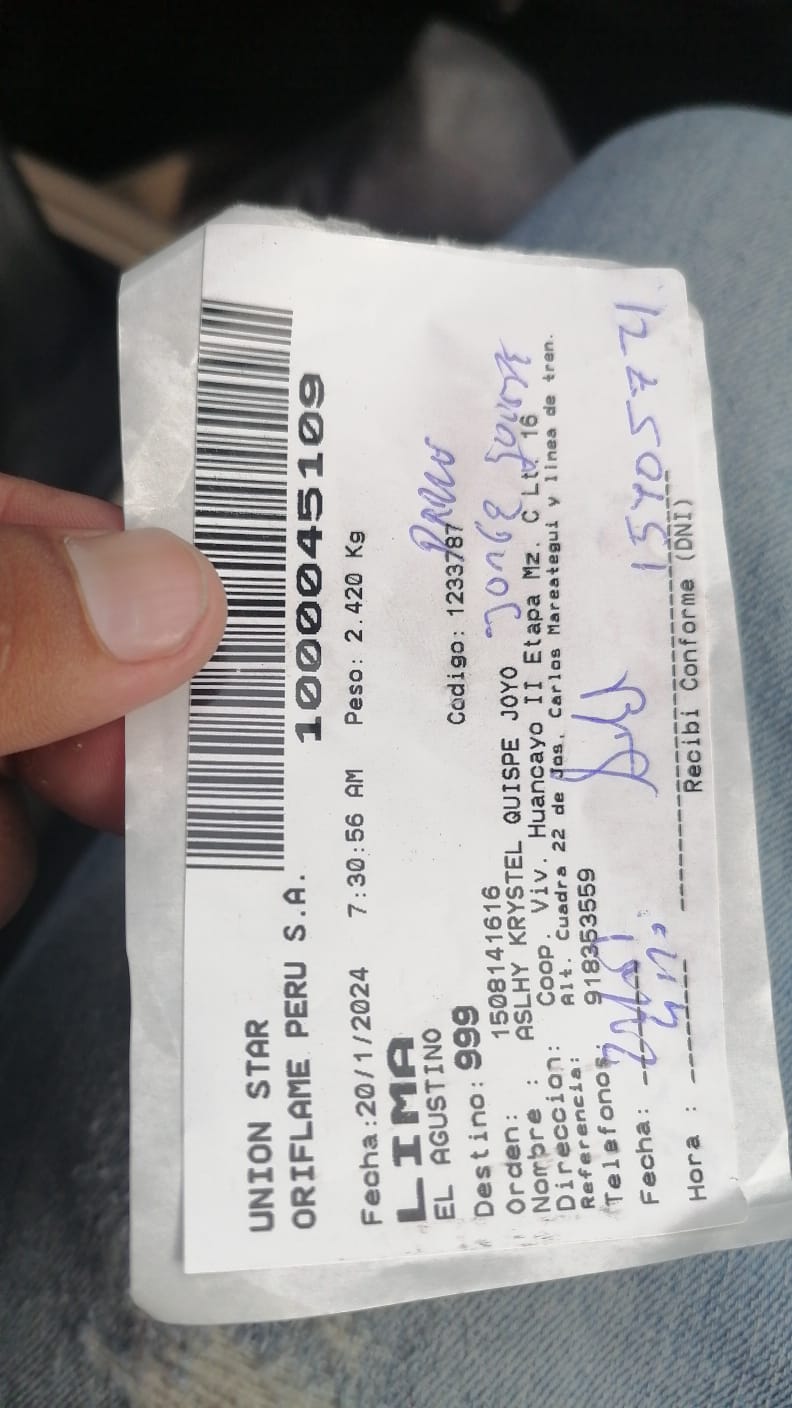 UNION STAR
ORIFLAME PERU S.A.
1000045109
Fecha:20/1/2024 7:30:56 AM Peso: 2.420 Kg
LIMA
EL AGUSTINO
Destino: 999 Codigo: 1233787
Orden: 1508141616
Nombre : ASLHY KRYSTEL QUISPE JOYO
JORGE
Direccion: Coop. Viv. Huancayo II Etapa Mz. C Lt. 16
Referencia: Alt. Cuadra 22 de Jos. Carlos Mareategui y linea de tren.
Telefonos: 918353559
Fecha:
15405721
Hora :
Recibi Conforme (DNI)